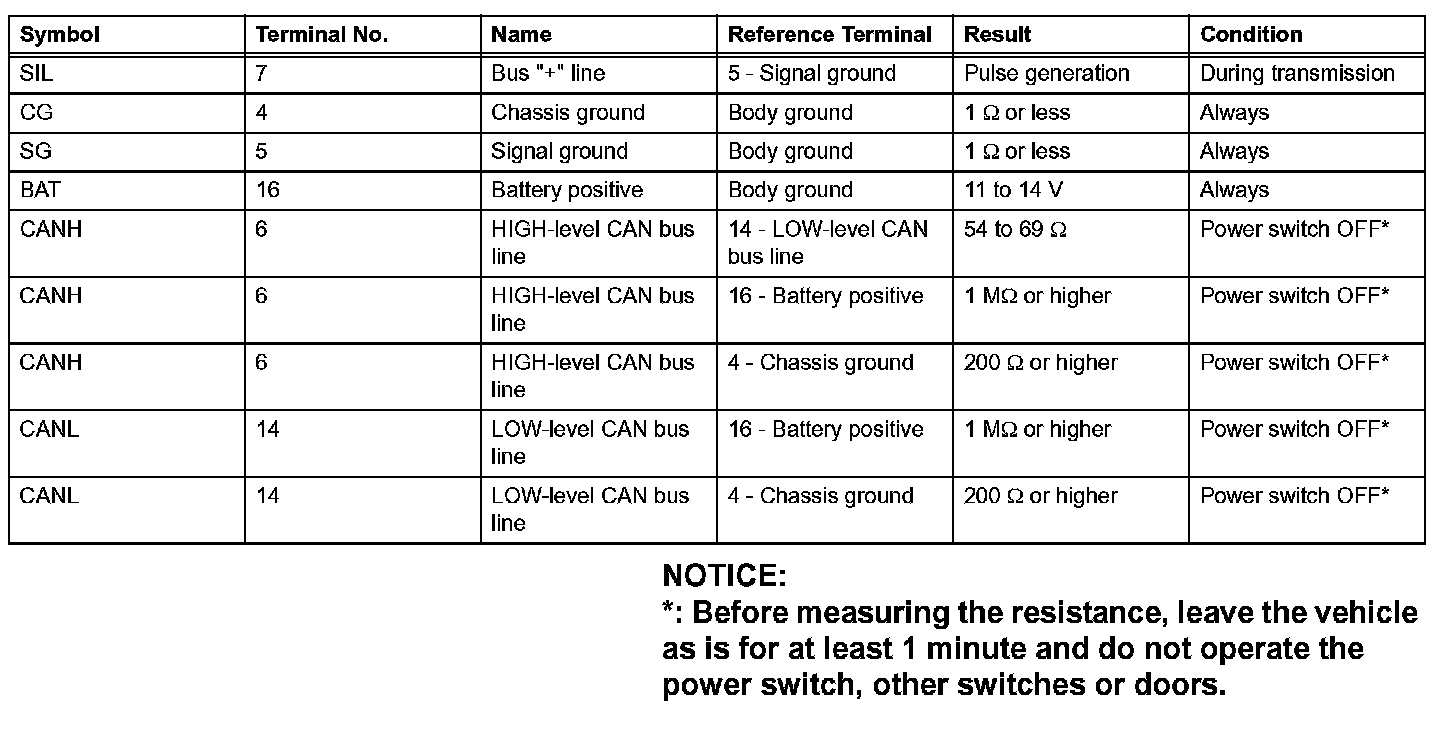 Symbol Terminal No. Name Reference Terminal Result Condition
SIL 7 Bus "+" line 5 - Signal ground Pulse generation During transmission
CG 4 Chassis ground Body ground 1 Ω or less Always
SG 5 Signal ground Body ground 1 Ω or less Always
BAT 16 Battery positive Body ground 11 to 14 V Always
CANH 6 HIGH-level CAN bus 14 - LOW-level CAN 54 to 69 Ω Power switch OFF*
line bus line
CANH 6 HIGH-level CAN bus 16 - Battery positive 1 MΩ or higher Power switch OFF*
line
CANH 6 HIGH-level CAN bus 4 - Chassis ground 200 Ω or higher Power switch OFF*
line
CANL 14 LOW-level CAN bus 16 - Battery positive 1 MΩ or higher Power switch OFF*
line
CANL 14 LOW-level CAN bus 4 - Chassis ground 200 Ω or higher Power switch OFF*
line
NOTICE:
*: Before measuring the resistance, leave the vehicle
as is for at least 1 minute and do not operate the
power switch, other switches or doors.